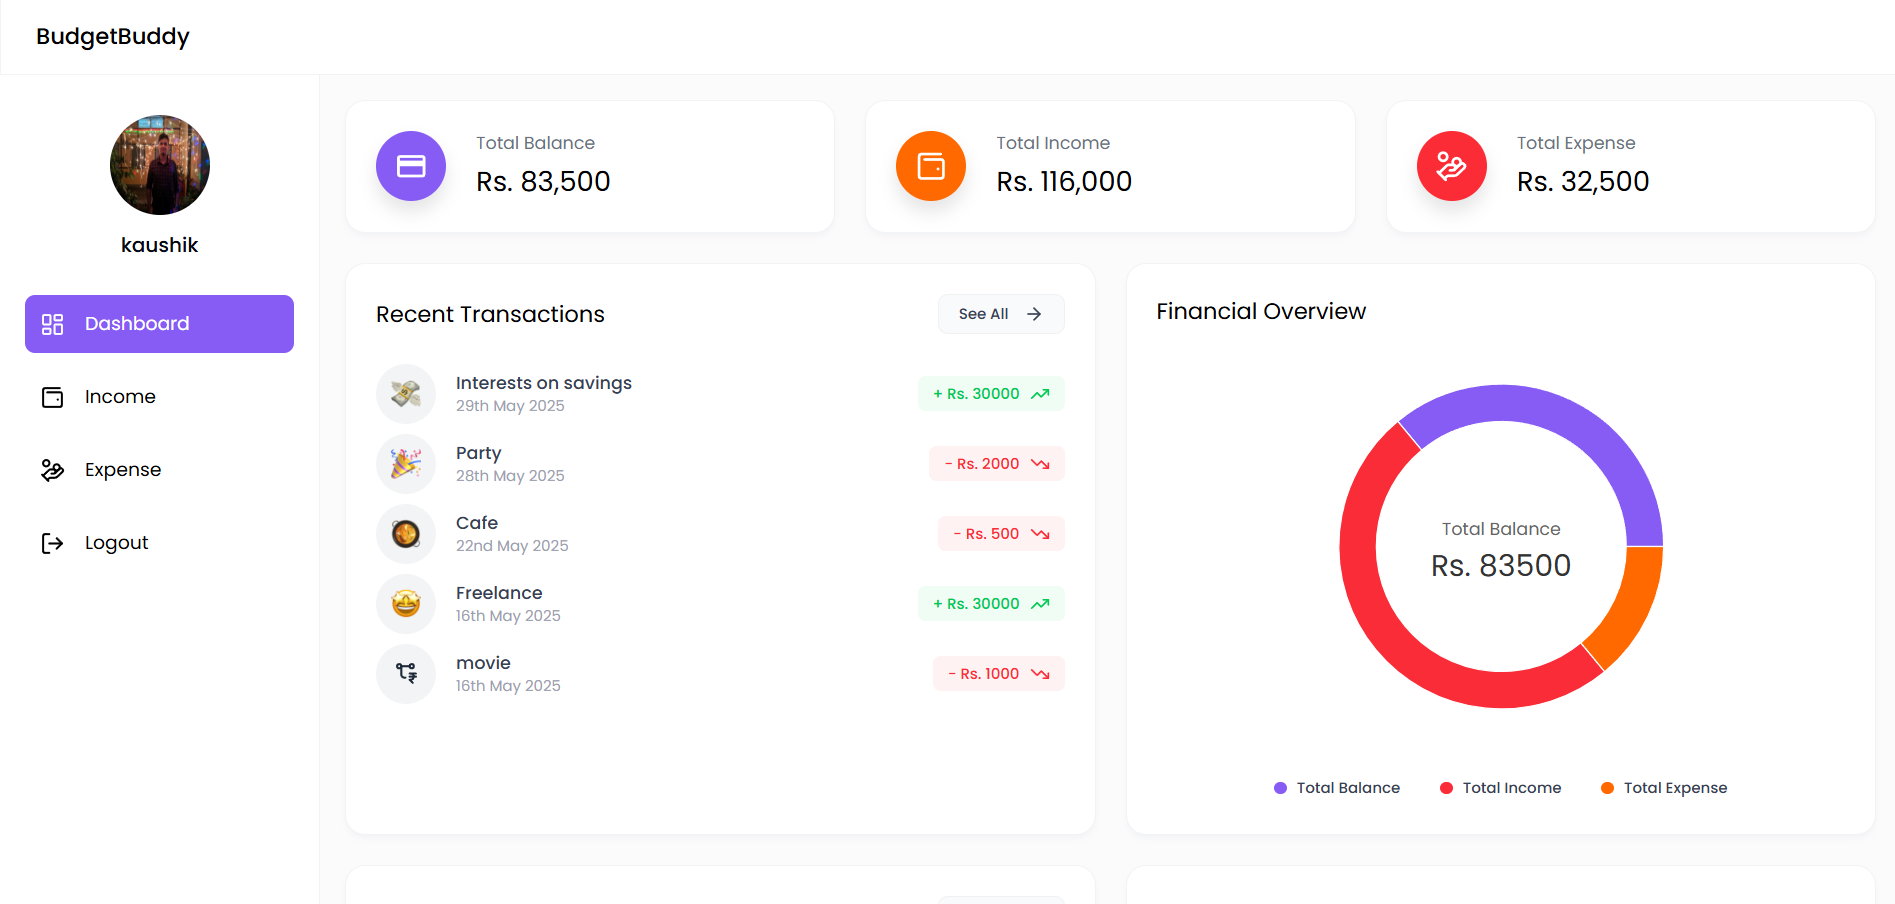 BudgetBuddy
kaushik
Dashboard
Income
Expense
Logout
Total Balance
Rs. 83,500
Total Income
Rs. 116,000
Total Expense
Rs. 32,500
Recent Transactions
See All
Interests on savings
29th May 2025
+ Rs. 30000
Party
28th May 2025
- Rs. 2000
Cafe
22nd May 2025
- Rs. 500
Freelance
16th May 2025
+ Rs. 30000
movie
16th May 2025
- Rs. 1000
Financial Overview
Total Balance
Rs. 83500
Total Balance
Total Income
Total Expense